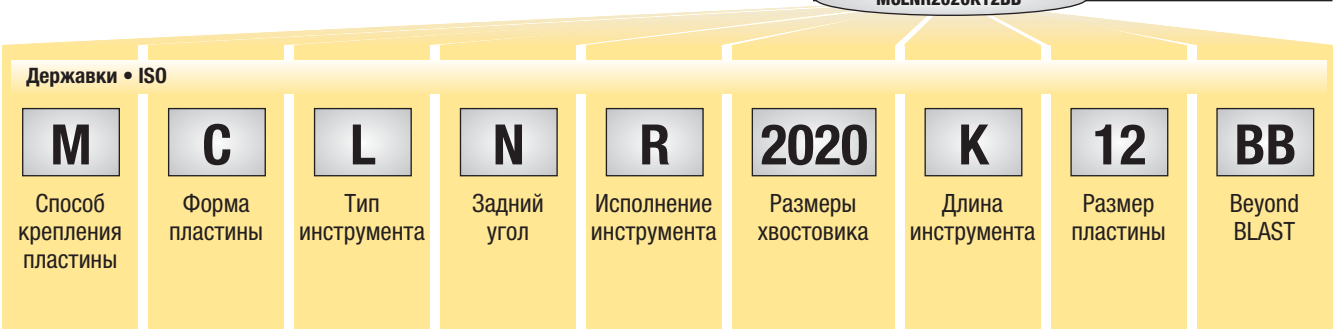 MCLNR2020K12BB
Державки • ISO
M C L N R 2020 K 12 BB
Способ крепления пластины
Форма пластины
Тип инструмента
Задний угол
Исполнение инструмента
Размеры хвостовика
Длина инструмента
Размер пластины
Beyond BLAST